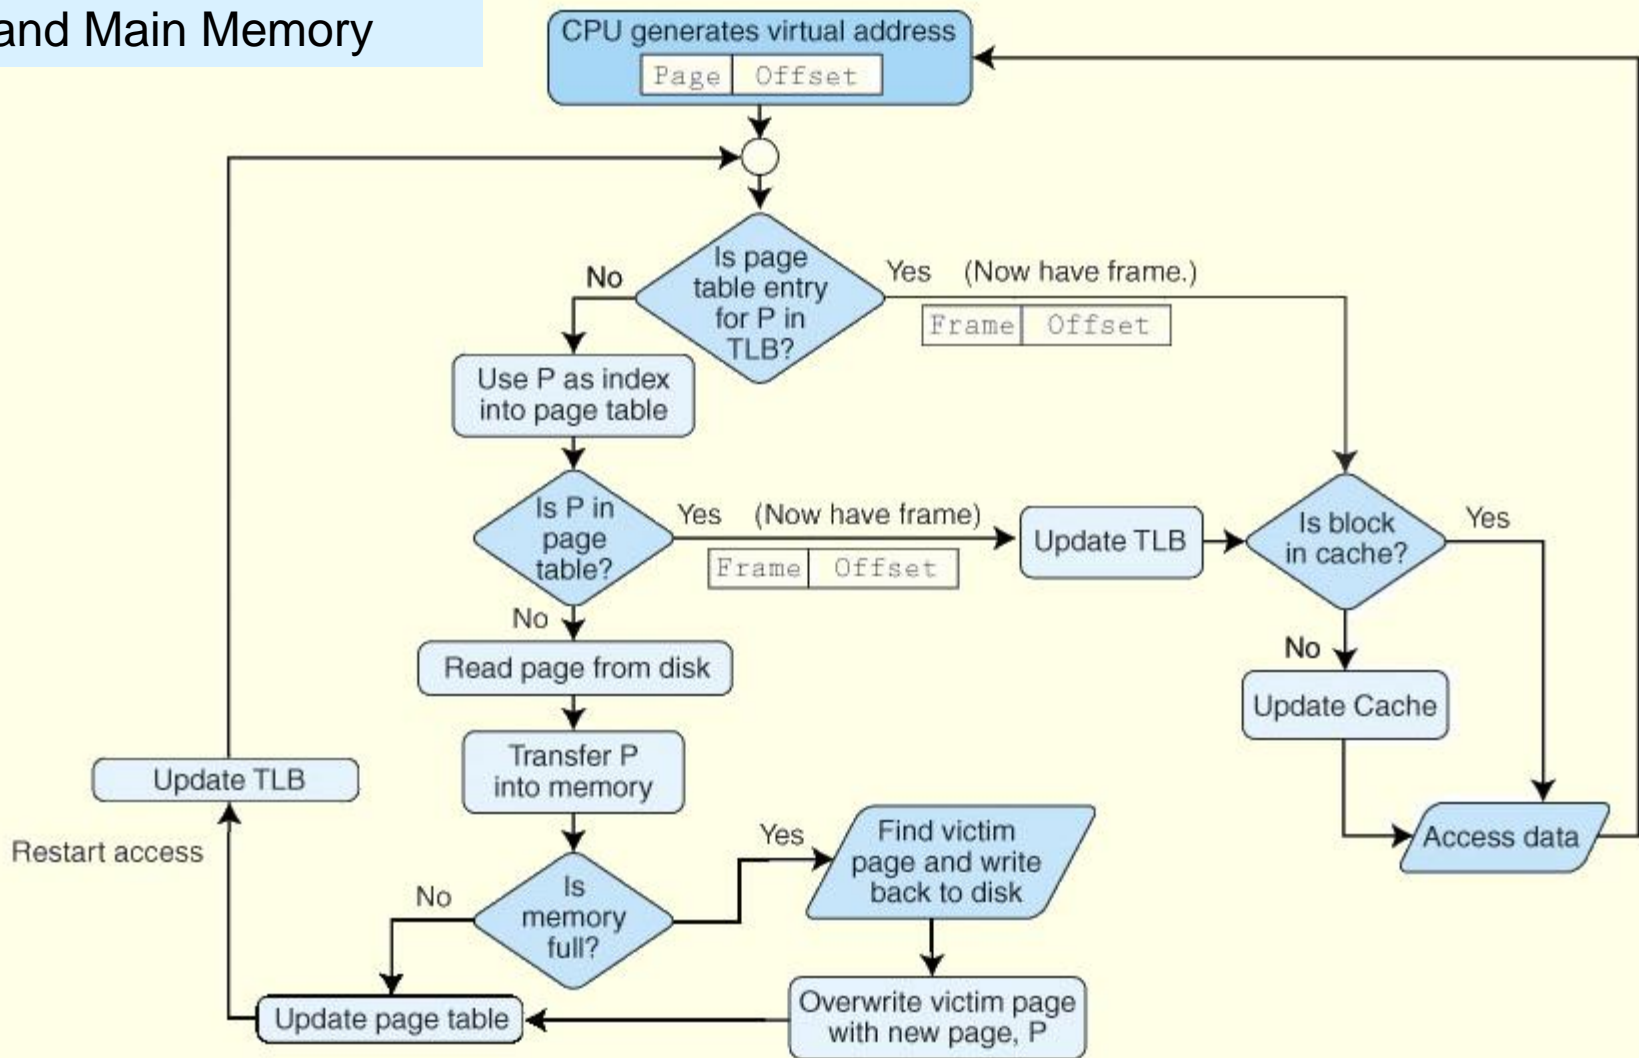 and Main Memory
CPU generates virtual address
Page Offset
Is page
table entry
for P in
TLB?
No
Yes (Now have frame.)
Frame Offset
Use P as index
into page table
Is P in
page
table?
Yes (Now have frame)
Frame Offset
Update TLB
Is block
in cache?
Yes
No
Update Cache
Access data
No
Read page from disk
Transfer P
into memory
Is
memory
full?
Yes
Find victim
page and write
back to disk
Overwrite victim page
with new page, P
No
Update page table
Restart access
Update TLB